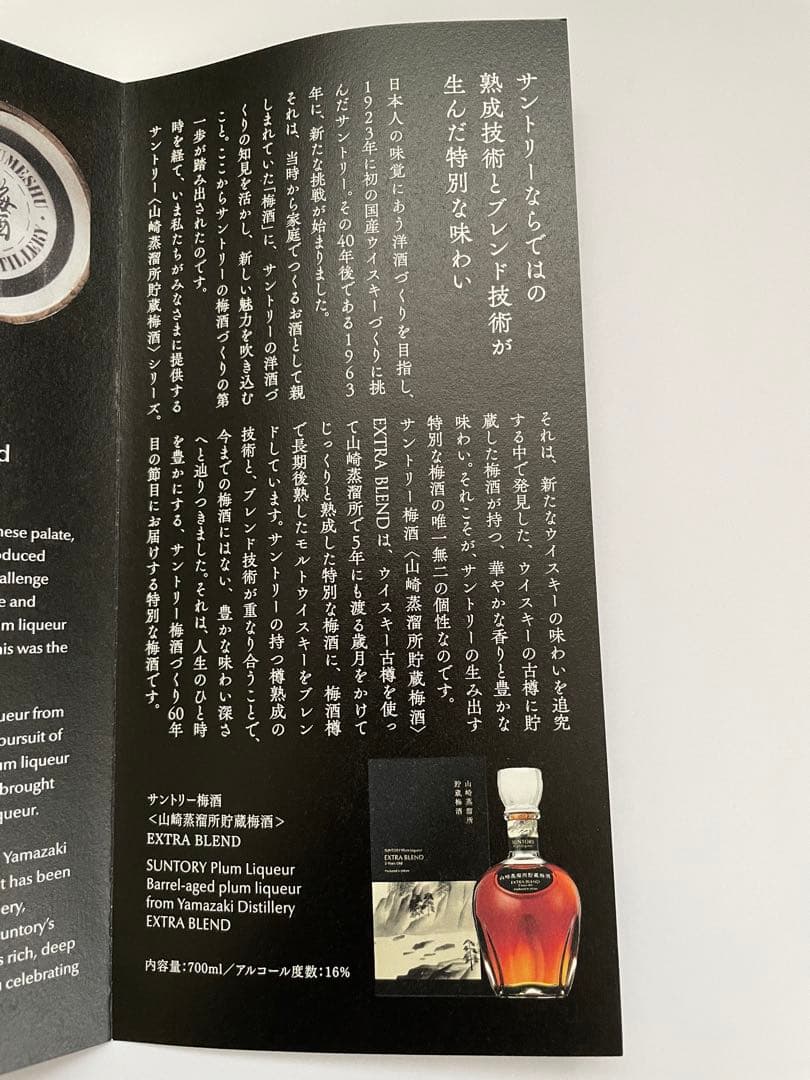 UMESHU
DISTILLERY
d
nese palate,
oduced
allenge
e and
m liqueur
his was the
ueur from
oursuit of
um liqueur
brought
queur.
Yamazaki
t has been
ery,
untory's
s rich, deep
celebrating
サントリーならではの
熟成技術とブレンド技術が
生んだ特別な味わい
日本人の味覚にあう洋酒づくりを目指し、
1923年に初の国産ウイスキーづくりに挑
んだサントリー。その40年後である1963
年に、新たな挑戦が始まりました。
それは、当時から家庭でつくるお酒として親
しまれていた「梅酒」に、サントリーの洋酒づ
くりの知見を活かし、新しい魅力を吹き込む
こと。ここからサントリーの梅酒づくりの第
一歩が踏み出されたのです。
時を経て、いま私たちがみなさまに提供する
サントリー〈山崎蒸溜所貯蔵梅酒〉シリーズ。
それは、新たなウイスキーの味わいを追究
する中で発見した、ウイスキーの古樽に貯
蔵した梅酒が持つ、華やかな香りと豊かな
味わい。それこそが、サントリーの生み出す
特別な梅酒の唯一無二の個性なのです。
サントリー梅酒〈山崎蒸溜所貯蔵梅酒〉
EXTRA BLENDは、ウイスキー古樽を使っ
て山崎蒸溜所で5年にも渡る歳月をかけて
じっくりと熟成した特別な梅酒に、梅酒樽
で長期後熟したモルトウイスキーをブレン
ドしています。サントリーの持つ樽熟成の
技術と、ブレンド技術が重なり合うことで、
今までの梅酒にはない、豊かな味わい深さ
へと辿りつきました。それは、人生のひと時
を豊かにする、サントリー梅酒づくり60年
目の節目にお届けする特別な梅酒です。
サントリー梅酒
＜山崎蒸溜所貯蔵梅酒＞
EXTRA BLEND
SUNTORY Plum Liqueur
Barrel-aged plum liqueur
from Yamazaki Distillery
EXTRA BLEND
内容量：700ml／アルコール度数：16%
山崎蒸溜所
貯蔵梅酒
SUNTORY Plum Liqueur
EXTRA BLEND
SUNTORY
山崎蒸溜所貯蔵梅酒
EXTRA BLEND